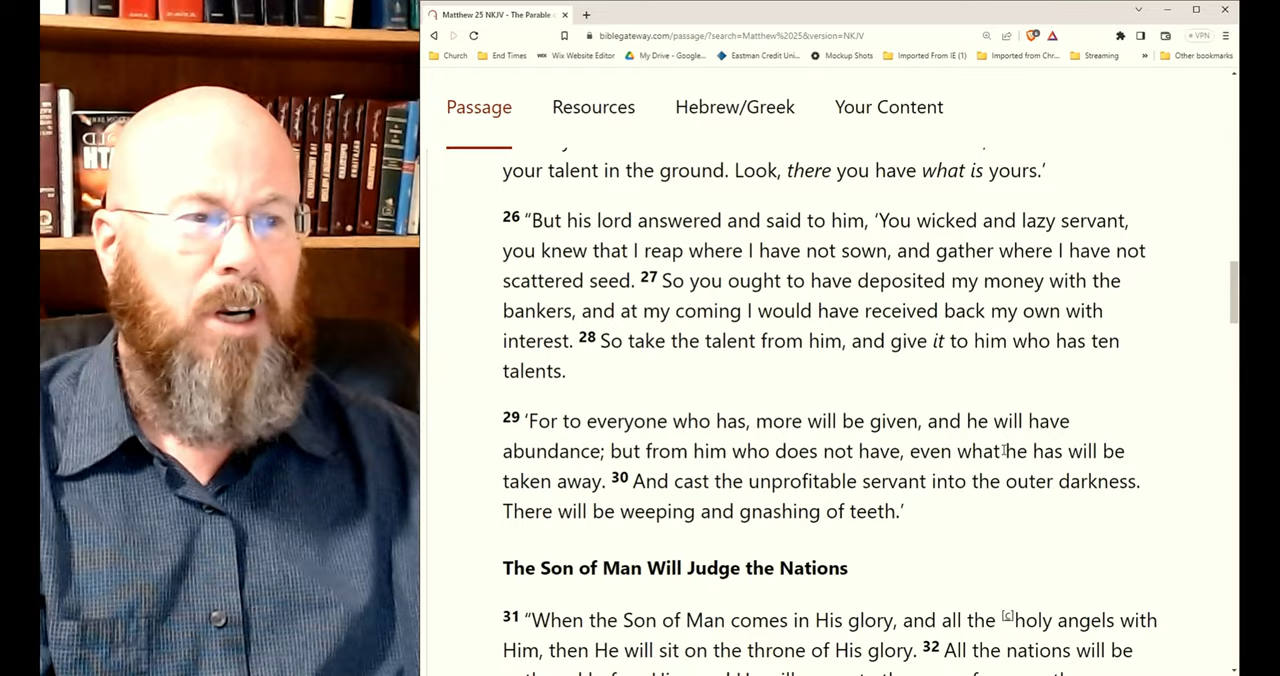 Matthew 25 NKJV - The Parable
biblegateway.com/passage/?search=Matthew%2025&version=NKJV
VPN
Church End Times Wix Website Editor My Drive - Google... Eastman Credit Uni... Mockup Shots Imported From IE (1) Imported from Chr... Streaming » Other bookmarks
Passage Resources Hebrew/Greek Your Content
your talent in the ground. Look, there you have what is yours.’
26 “But his lord answered and said to him, ‘You wicked and lazy servant,
you knew that I reap where I have not sown, and gather where I have not
scattered seed. 27 So you ought to have deposited my money with the
bankers, and at my coming I would have received back my own with
interest. 28 So take the talent from him, and give it to him who has ten
talents.
29 ‘For to everyone who has, more will be given, and he will have
abundance; but from him who does not have, even what he has will be
taken away. 30 And cast the unprofitable servant into the outer darkness.
There will be weeping and gnashing of teeth.’
The Son of Man Will Judge the Nations
31 “When the Son of Man comes in His glory, and all the [c]holy angels with
Him, then He will sit on the throne of His glory. 32 All the nations will be